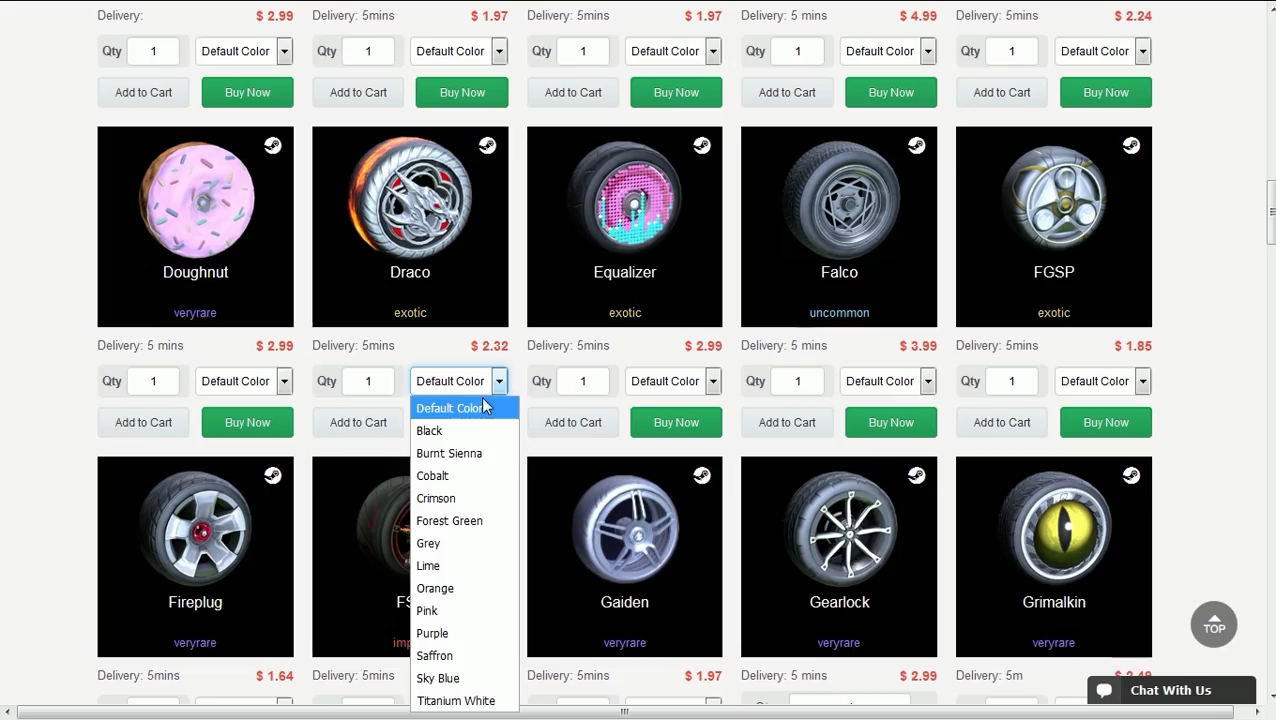 Delivery: $ 2.99 Delivery: 5mins $ 1.97 Delivery: 5mins $ 1.97 Delivery: 5 mins $ 4.99 Delivery: 5mins $ 2.24
Qty 1 Default Color Qty 1 Default Color Qty 1 Default Color Qty 1 Default Color Qty 1 Default Color
Add to Cart Buy Now Add to Cart Buy Now Add to Cart Buy Now Add to Cart Buy Now Add to Cart Buy Now
Doughnut Draco Equalizer Falco FGSP
veryrare exotic exotic uncommon exotic
Delivery: 5 mins $ 2.99 Delivery: 5mins $ 2.32 Delivery: 5mins $ 2.99 Delivery: 5 mins $ 3.99 Delivery: 5mins $ 1.85
Qty 1 Default Color Qty 1 Default Color Qty 1 Default Color Qty 1 Default Color Qty 1 Default Color
Add to Cart Buy Now Add to Cart Add to Cart Buy Now Add to Cart Buy Now Add to Cart Buy Now
Default Color
Black
Burnt Sienna
Cobalt
Crimson
Forest Green
Grey
Lime
Orange
Pink
Purple
Saffron
Sky Blue
Titanium White
Fireplug Gaiden Gearlock Grimalkin
veryrare veryrare veryrare veryrare
Delivery: 5mins $ 1.64 Delivery: 5mins Delivery: 5mins $ 1.97 Delivery: 5mins $ 2.99 Delivery: 5m
TOP
Chat With Us